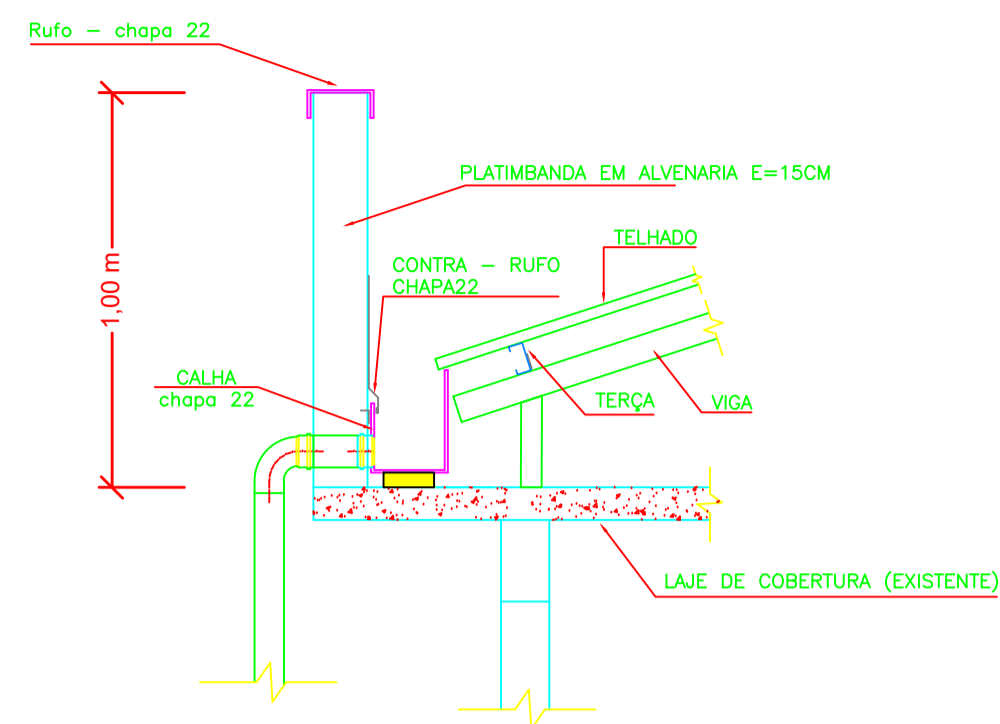 Rufo - chapa 22
PLATIMBANDA EM ALVENARIA E=15CM
TELHADO
CONTRA - RUFO
CHAPA22
1,00 m
CALHA
chapa 22
TERÇA
VIGA
LAJE DE COBERTURA (EXISTENTE)